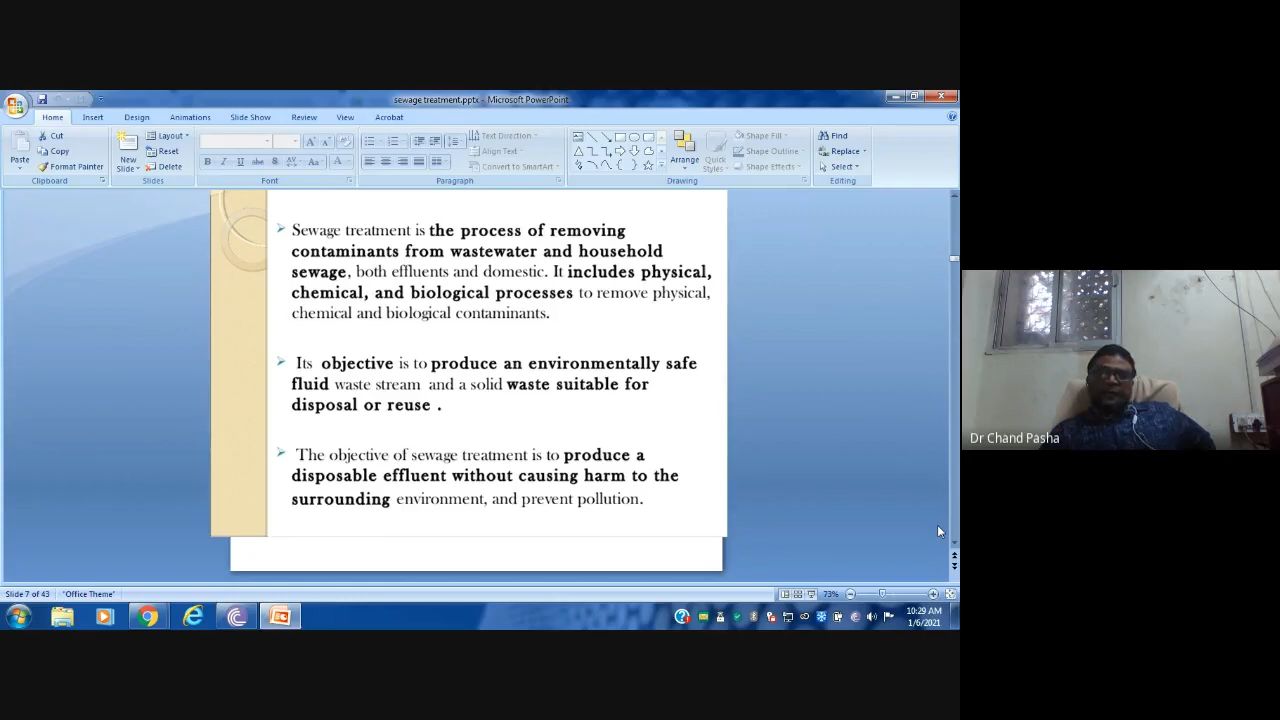 sewage treatment.pptx - Microsoft PowerPoint
Home Insert Design Animations Slide Show Review View Acrobat
Paste
Cut
Copy
Format Painter
Clipboard
New Slide
Layout
Reset
Delete
Slides
B I U abc S AV Aa A
Font
Text Direction
Align Text
Convert to SmartArt
Paragraph
Arrange
Quick Styles
Shape Fill
Shape Outline
Shape Effects
Drawing
Find
Replace
Select
Editing
Sewage treatment is the process of removing
contaminants from wastewater and household
sewage, both effluents and domestic. It includes physical,
chemical, and biological processes to remove physical,
chemical and biological contaminants.
Its objective is to produce an environmentally safe
fluid waste stream and a solid waste suitable for
disposal or reuse .
The objective of sewage treatment is to produce a
disposable effluent without causing harm to the
surrounding environment, and prevent pollution.
Dr Chand Pasha
Slide 7 of 43 "Office Theme" 73%
10:29 AM
1/6/2021